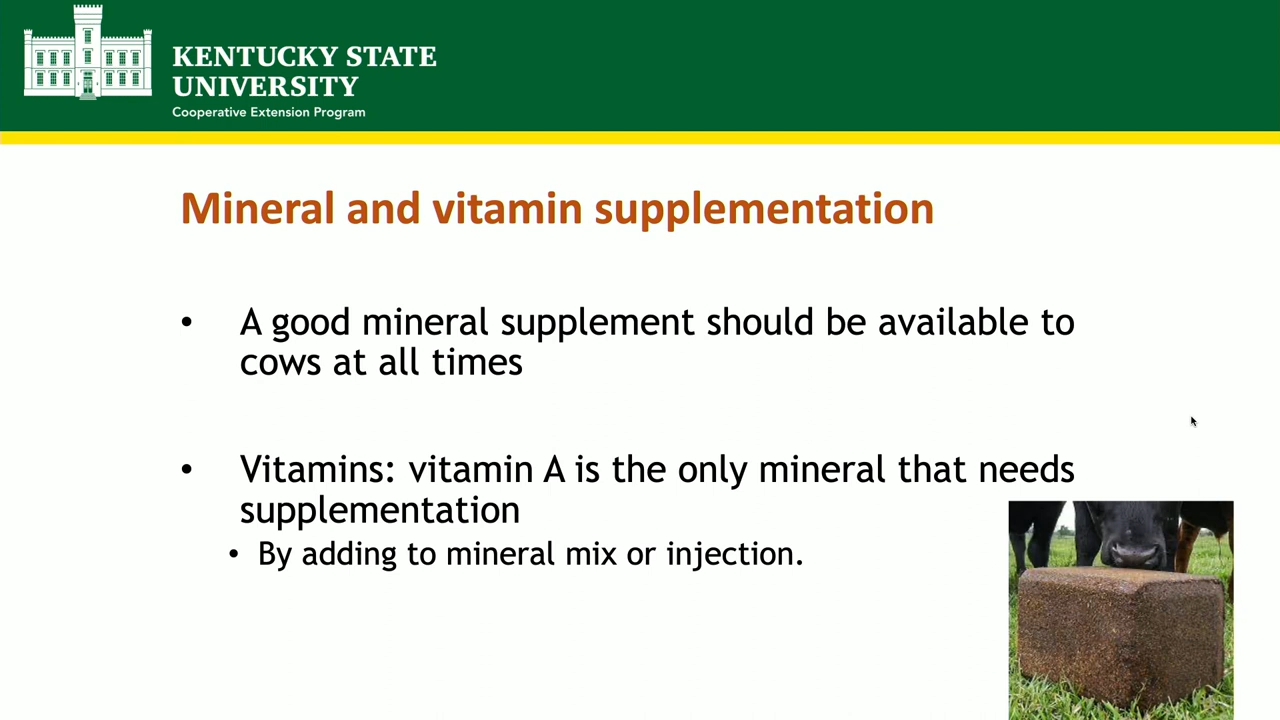 KENTUCKY STATE
UNIVERSITY
Cooperative Extension Program
Mineral and vitamin supplementation
• A good mineral supplement should be available to
cows at all times
• Vitamins: vitamin A is the only mineral that needs
supplementation
• By adding to mineral mix or injection.